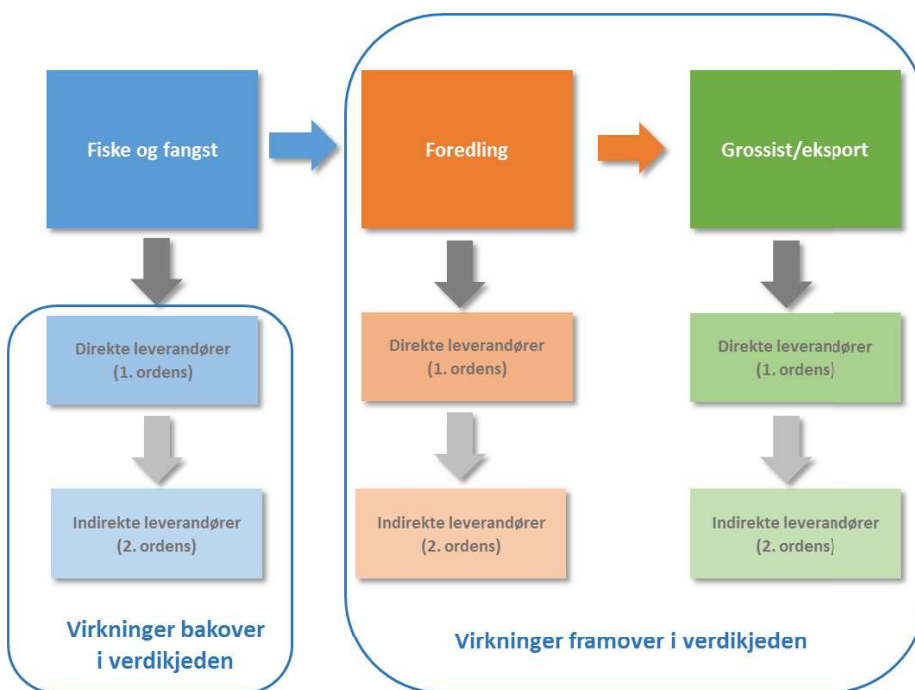 Fiske og fangst
Foredling
Grossist/eksport
Direkte leverandører
(1. ordens)
Direkte leverandører
(1. ordens)
Direkte leverandører
(1. ordens)
Indirekte leverandører
(2. ordens)
Indirekte leverandører
(2. ordens)
Indirekte leverandører
(2. ordens)
Virkninger bakover
i verdikjeden
Virkninger framover i verdikjeden